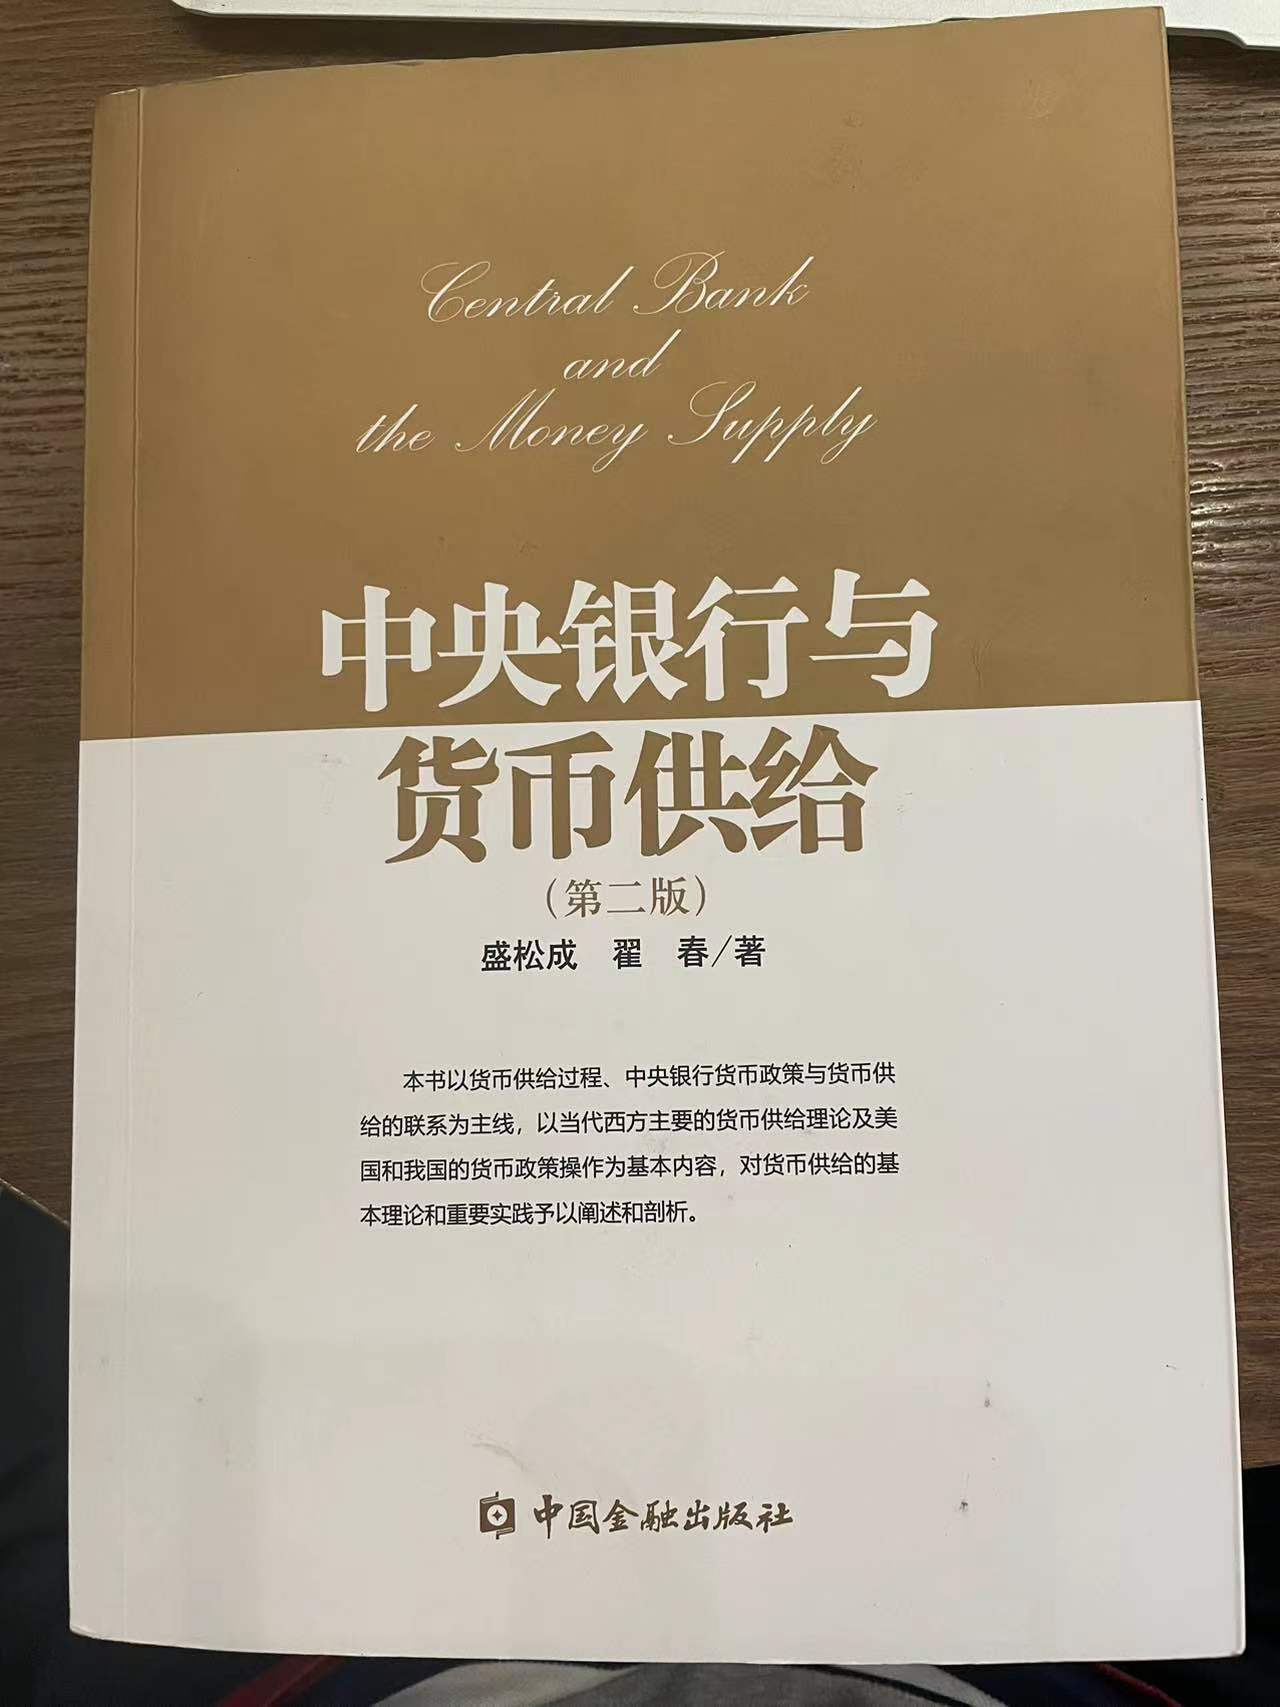 Central Bank
and
the Money Supply
中央银行与
货币供给
（第二版）
盛松成　翟　春／著
本书以货币供给过程、中央银行货币政策与货币供
给的联系为主线，以当代西方主要的货币供给理论及美
国和我国的货币政策操作为基本内容，对货币供给的基
本理论和重要实践予以阐述和剖析。
中国金融出版社